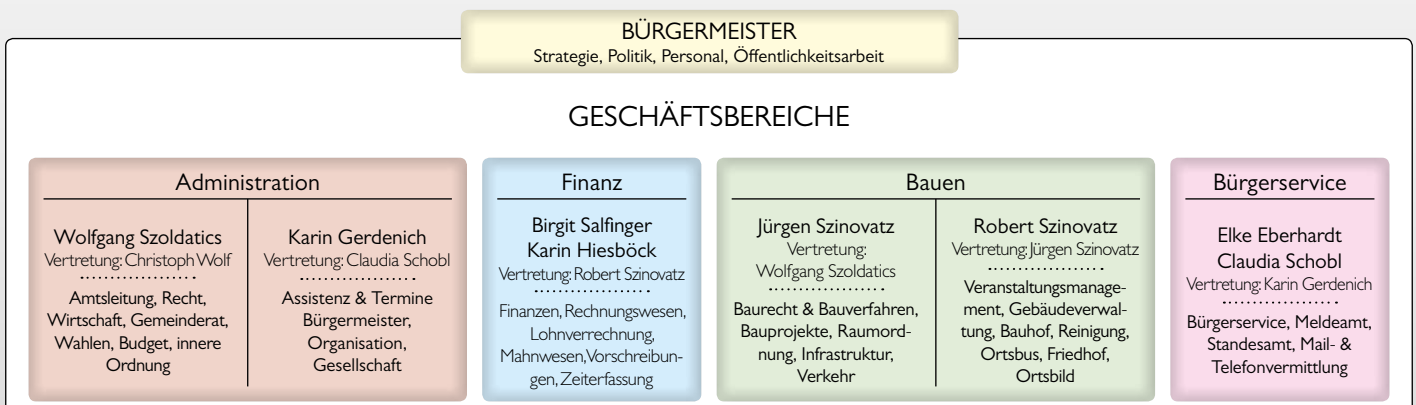 BÜRGERMEISTER
Strategie, Politik, Personal, Öffentlichkeitsarbeit
GESCHÄFTSBEREICHE
Administration
Wolfgang Szoldatics
Vertretung: Christoph Wolf
Amtsleitung, Recht,
Wirtschaft, Gemeinderat,
Wahlen, Budget, innere
Ordnung
Karin Gerdenich
Vertretung: Claudia Schobl
Assistenz & Termine
Bürgermeister,
Organisation,
Gesellschaft
Finanz
Birgit Salfinger
Karin Hiesböck
Vertretung: Robert Szinovatz
Finanzen, Rechnungswesen,
Lohnverrechnung,
Mahnwesen, Vorschreibun-
gen, Zeiterfassung
Bauen
Jürgen Szinovatz
Vertretung:
Wolfgang Szoldatics
Baurecht & Bauverfahren,
Bauprojekte, Raumord-
nung, Infrastruktur,
Verkehr
Robert Szinovatz
Vertretung: Jürgen Szinovatz
Veranstaltungsmanage-
ment, Gebäudeverwal-
tung, Bauhof, Reinigung,
Ortsbus, Friedhof,
Ortsbild
Bürgerservice
Elke Eberhardt
Claudia Schobl
Vertretung: Karin Gerdenich
Bürgerservice, Meldeamt,
Standesamt, Mail- &
Telefonvermittlung